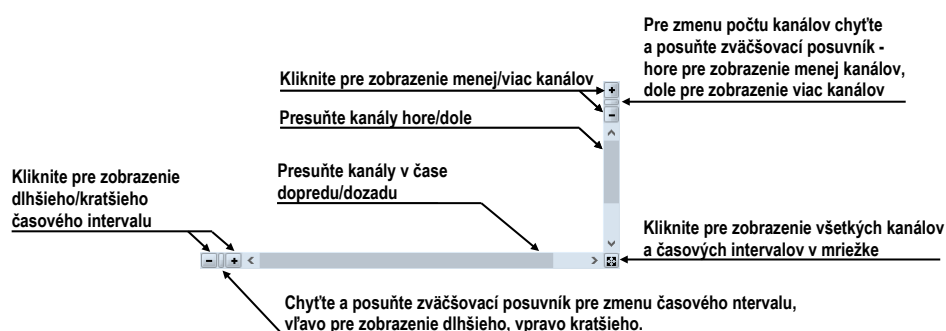 Pre zmenu počtu kanálov chyťte
a posuňte zväčšovací posuvník -
hore pre zobrazenie menej kanálov,
dole pre zobrazenie viac kanálov
Kliknite pre zobrazenie menej/viac kanálov
Presuňte kanály hore/dole
Presuňte kanály v čase
dopredu/dozadu
Kliknite pre zobrazenie
dlhšieho/kratšieho
časového intervalu
Kliknite pre zobrazenie všetkých kanálov
a časových intervalov v mriežke
Chyťte a posuňte zväčšovací posuvník pre zmenu časového ntervalu,
vľavo pre zobrazenie dlhšieho, vpravo kratšieho.